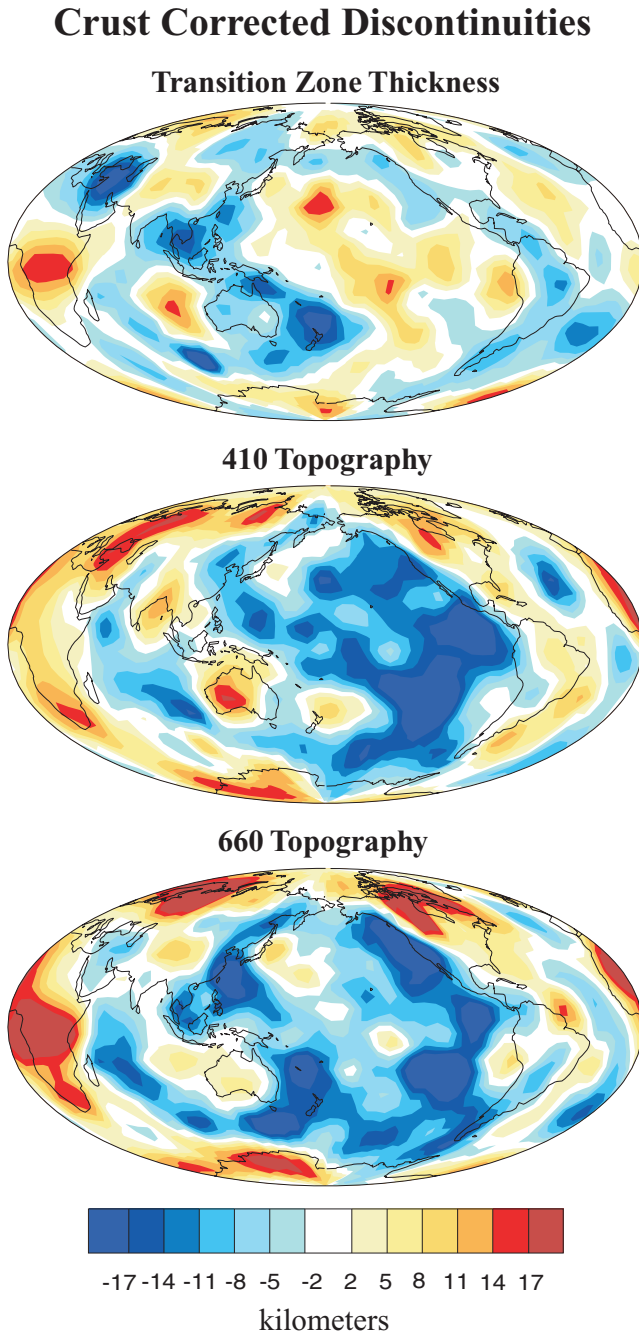 Crust Corrected Discontinuities
Transition Zone Thickness
410 Topography
660 Topography
-17 -14 -11 -8 -5 -2 2 5 8 11 14 17
kilometers